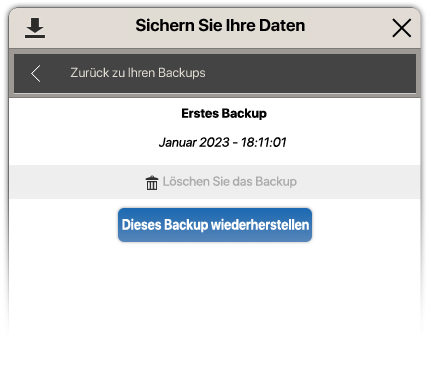 Sichern Sie Ihre Daten
Zurück zu Ihren Backups
Erstes Backup
Januar 2023 - 18:11:01
Löschen Sie das Backup
Dieses Backup wiederherstellen